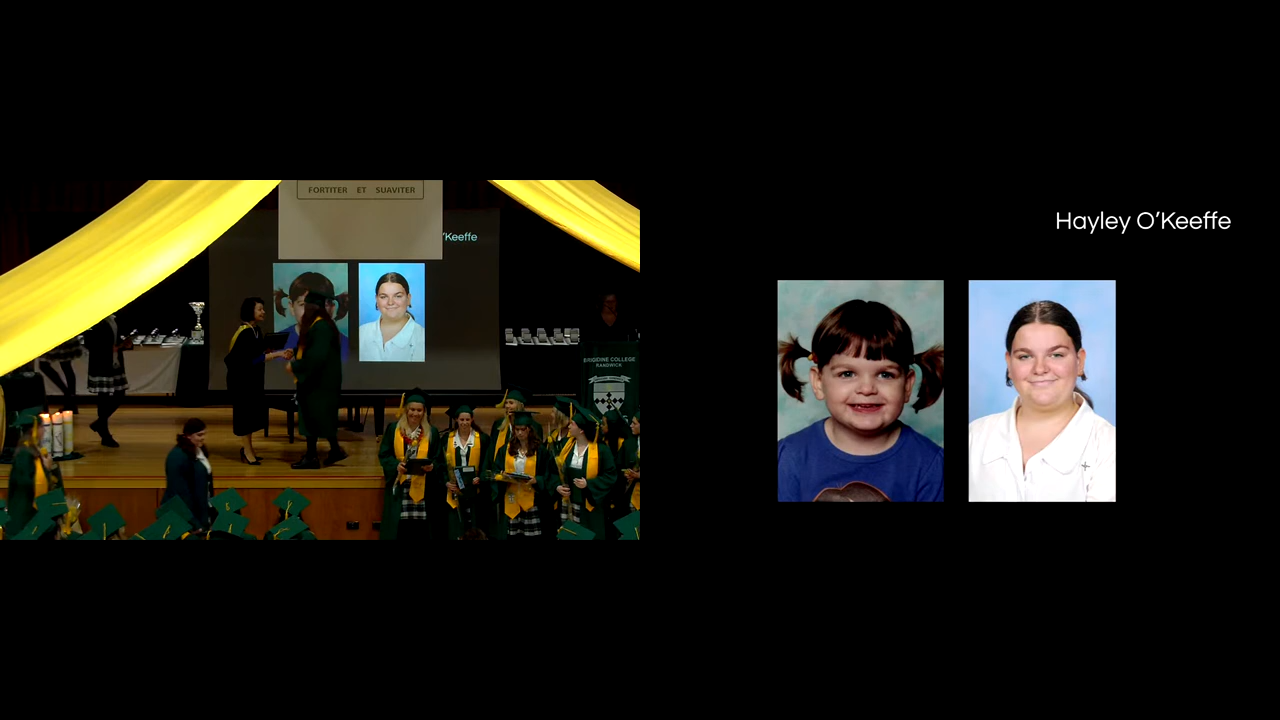 FORTITER ET SUAVITER
'Keeffe
BRIGIDINE COLLEGE
RANDWICK
Hayley O'Keeffe